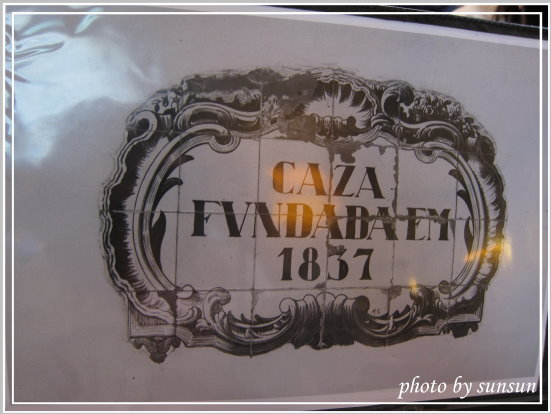 CAZA
FVNDADA EM
1837
photo by sunsun